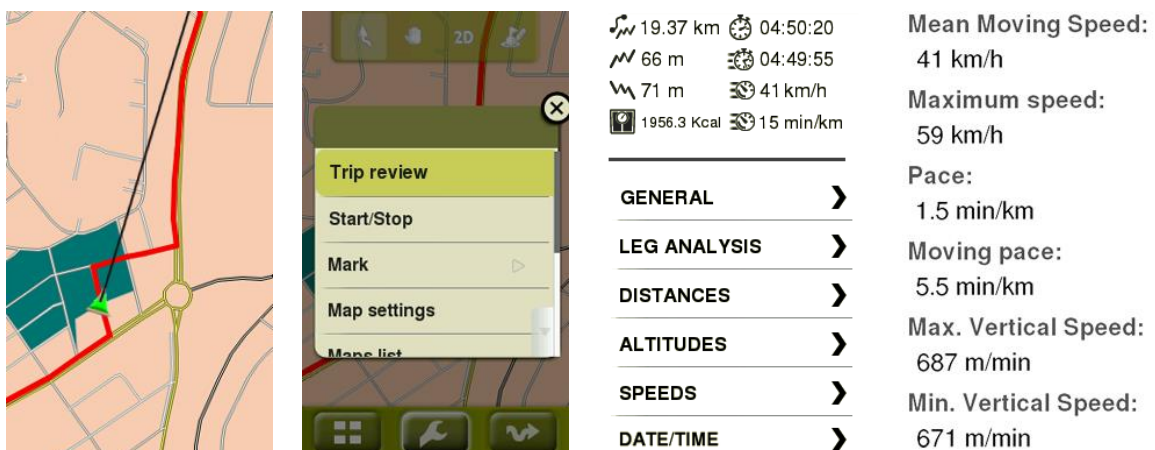 2D
Trip review
Start/Stop
Mark
Map settings
Maps list
19.37 km 04:50:20
66 m 04:49:55
71 m 41 km/h
1956.3 Kcal 15 min/km
GENERAL
LEG ANALYSIS
DISTANCES
ALTITUDES
SPEEDS
DATE/TIME
Mean Moving Speed:
41 km/h
Maximum speed:
59 km/h
Pace:
1.5 min/km
Moving pace:
5.5 min/km
Max. Vertical Speed:
687 m/min
Min. Vertical Speed:
671 m/min